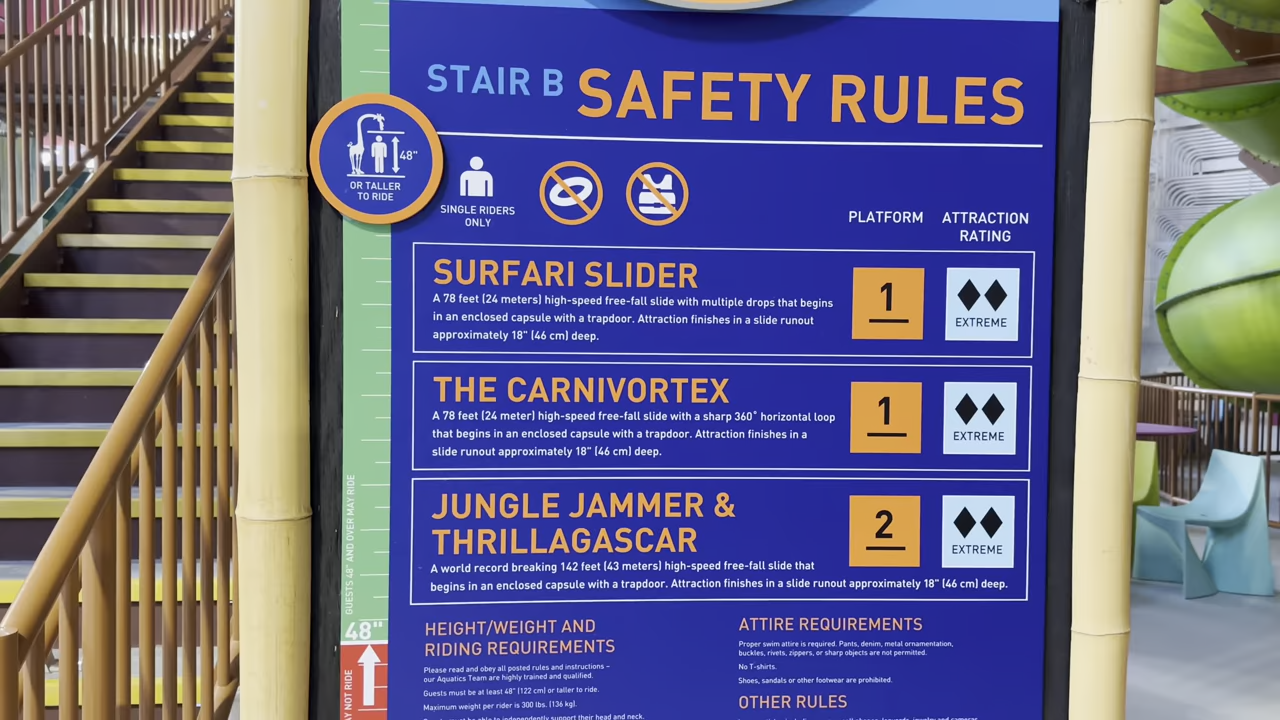 STAIR B SAFETY RULES
48"
OR TALLER
TO RIDE
SINGLE RIDERS
ONLY
PLATFORM
ATTRACTION
RATING
SURFARI SLIDER
A 78 feet (24 meters) high-speed free-fall slide with multiple drops that begins
in an enclosed capsule with a trapdoor. Attraction finishes in a slide runout
approximately 18" (46 cm) deep.
1
EXTREME
THE CARNIVORTEX
A 78 feet (24 meter) high-speed free-fall slide with a sharp 360° horizontal loop
that begins in an enclosed capsule with a trapdoor. Attraction finishes in a
slide runout approximately 18" (46 cm) deep.
1
EXTREME
JUNGLE JAMMER &
THRILLAGASCAR
A world record breaking 142 feet (43 meters) high-speed free-fall slide that
begins in an enclosed capsule with a trapdoor. Attraction finishes in a slide runout approximately 18" (46 cm) deep.
2
EXTREME
GUESTS 48" AND OVER MAY RIDE
48"
MAY NOT RIDE
HEIGHT/WEIGHT AND
RIDING REQUIREMENTS
Please read and obey all posted rules and instructions –
our Aquatics Team are highly trained and qualified.
Guests must be at least 48" (122 cm) or taller to ride.
Maximum weight per rider is 300 lbs. (136 kg).
must be able to independently support their head and neck.
ATTIRE REQUIREMENTS
Proper swim attire is required. Pants, denim, metal ornamentation,
buckles, rivets, zippers, or sharp objects are not permitted.
No T-shirts.
Shoes, sandals or other footwear are prohibited.
OTHER RULES